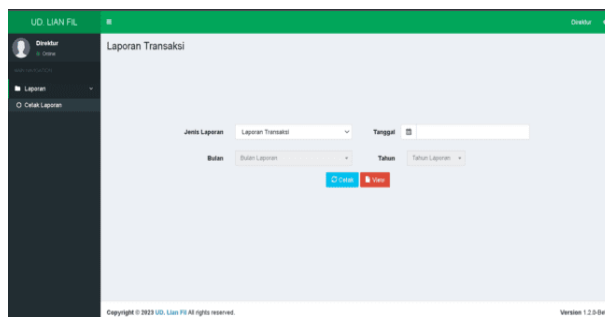 UD. LIAN FIL
Direktur
Direktur
Online
Laporan Transaksi
Laporan
Cetak Laporan
Jenis Laporan Laporan Transaksi Tanggal
Bulan Bulan Laporan Tahun Tahun Laporan
Cetak View
Copyright © 2023 UD. Lian Fil All rights reserved.
Version 1.2.0-Bet